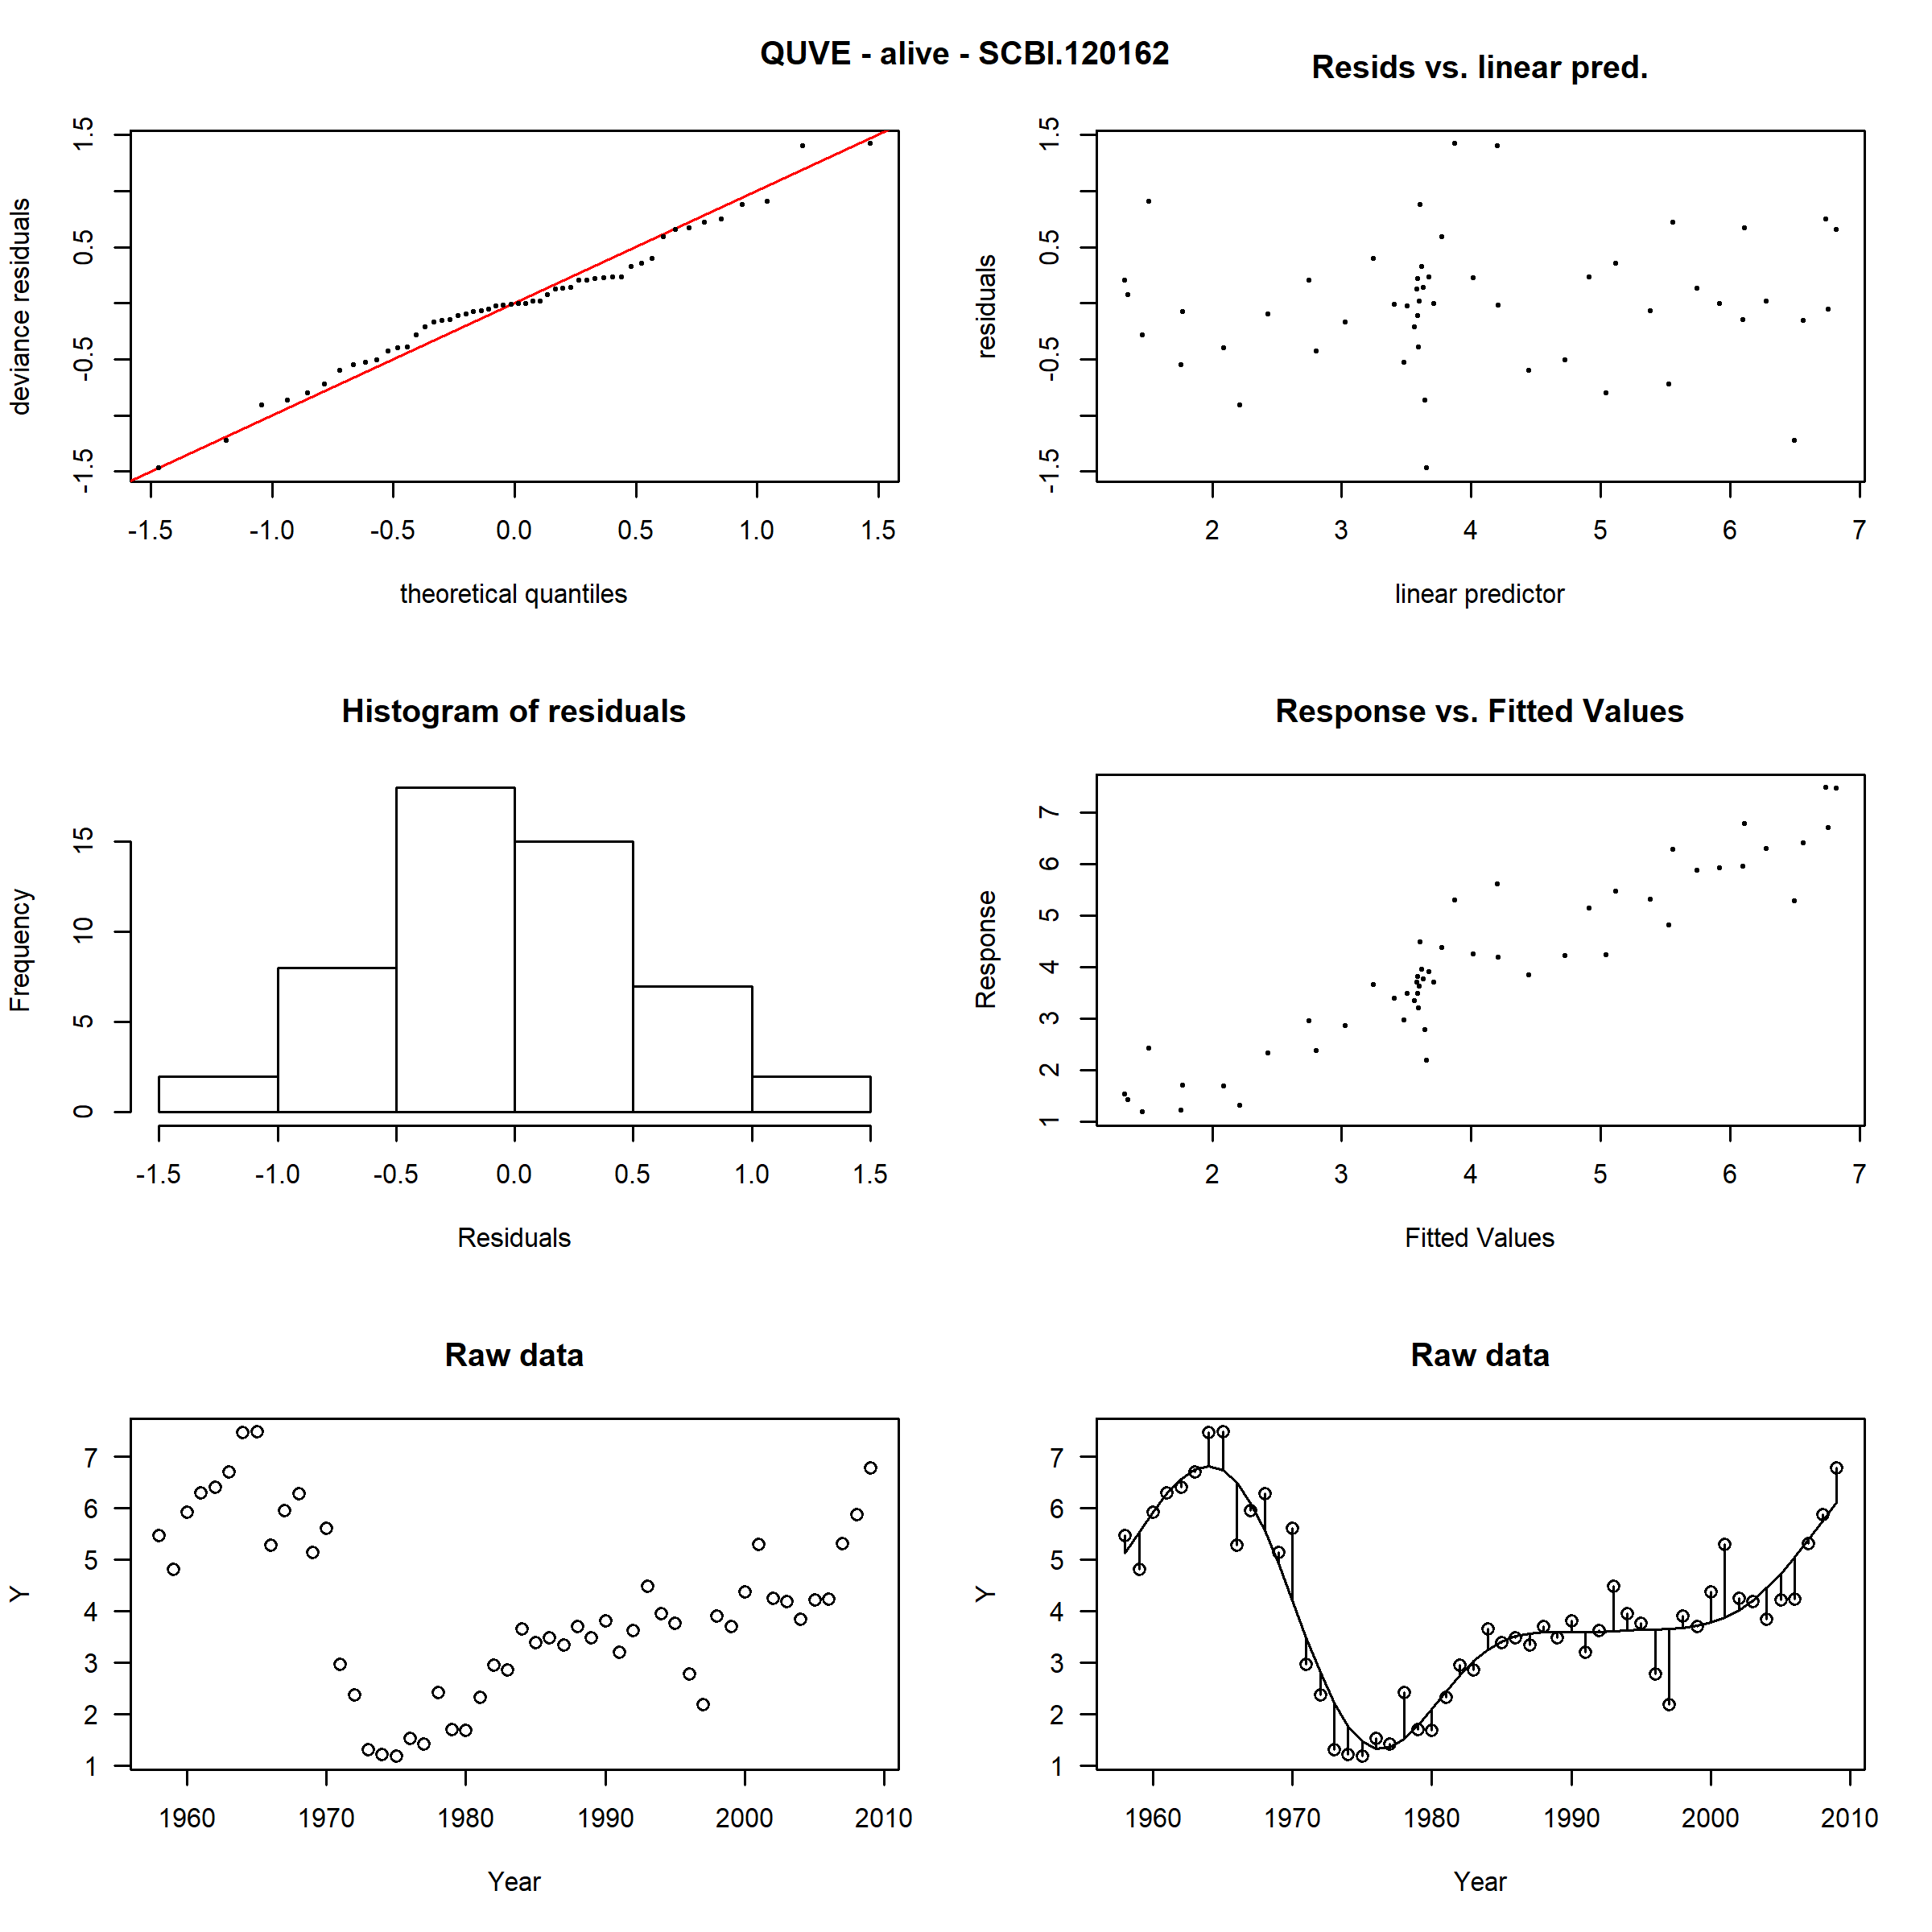 QUVE - alive - SCBI.120162
Resids vs. linear pred.
deviance residuals
-1.5 -0.5 0.5 1.5
-1.5 -1.0 -0.5 0.0 0.5 1.0 1.5
theoretical quantiles
residuals
-1.5 -0.5 0.5 1.5
2 3 4 5 6 7
linear predictor
Histogram of residuals
Frequency
0 5 10 15
-1.5 -1.0 -0.5 0.0 0.5 1.0 1.5
Residuals
Response vs. Fitted Values
Response
1 2 3 4 5 6 7
2 3 4 5 6 7
Fitted Values
Raw data
Y
7
6
5
4
3
2
1
1960 1970 1980 1990 2000 2010
Year
Raw data
Y
7
6
5
4
3
2
1
1960 1970 1980 1990 2000 2010
Year